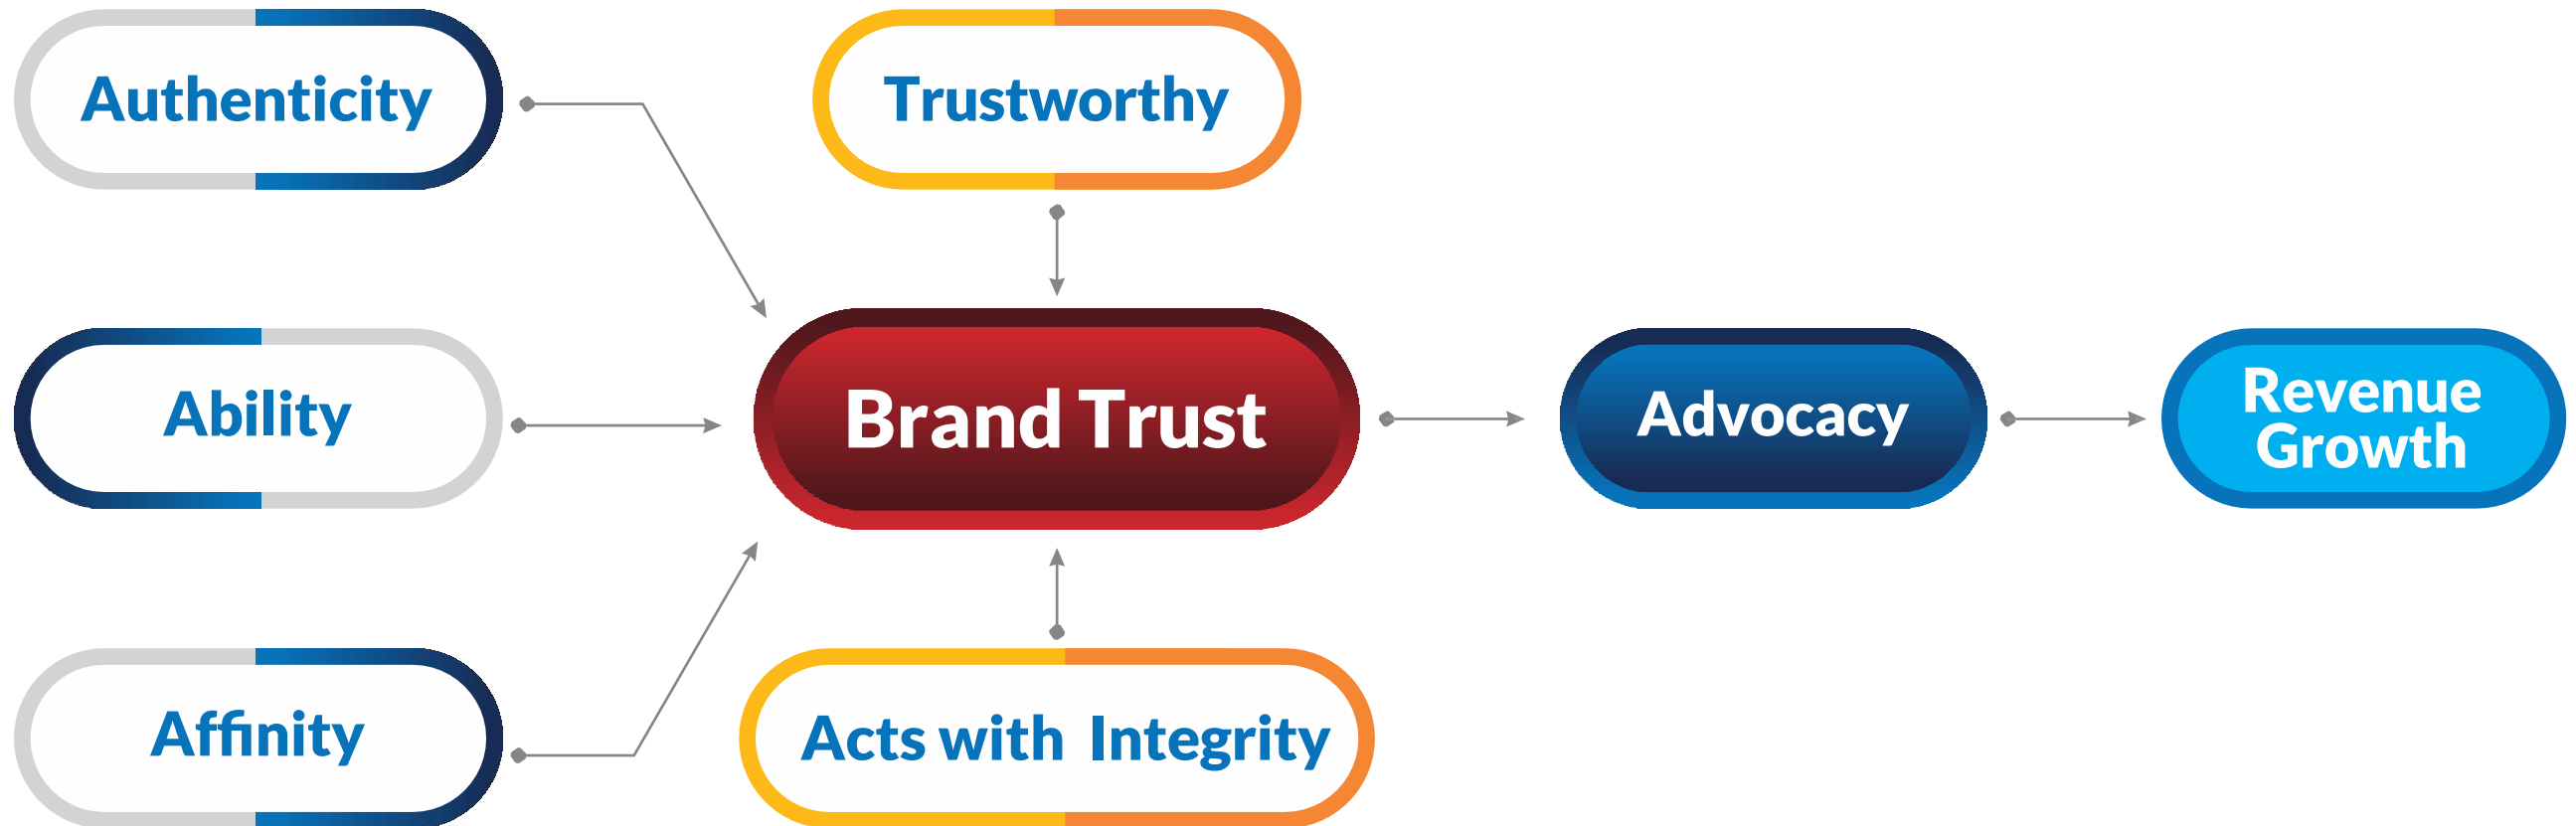 Authenticity
Trustworthy
Ability
Brand Trust
Advocacy
Revenue
Growth
Affinity
Acts with Integrity